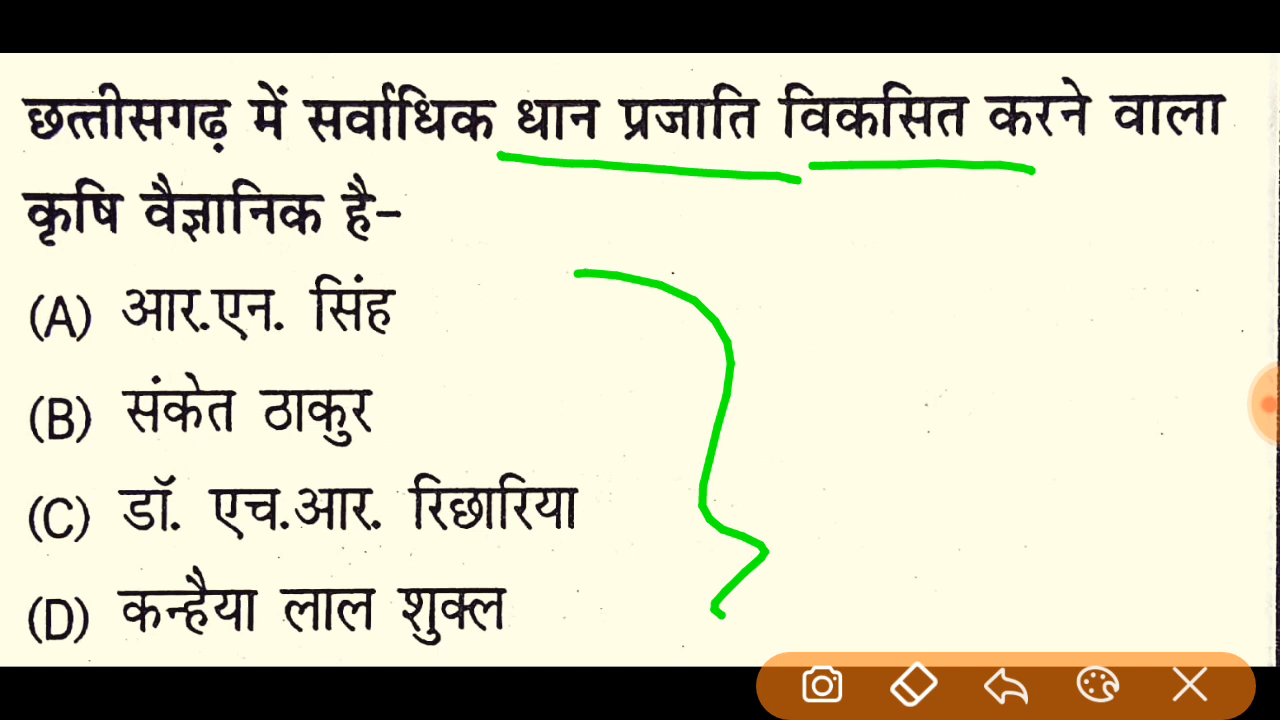 छत्तीसगढ़ में सर्वाधिक धान प्रजाति विकसित करने वाला
कृषि वैज्ञानिक है-
(A) आर.एन. सिंह
(B) संकेत ठाकुर
(C) डॉ. एच.आर. रिछारिया
(D) कन्हैया लाल शुक्ल